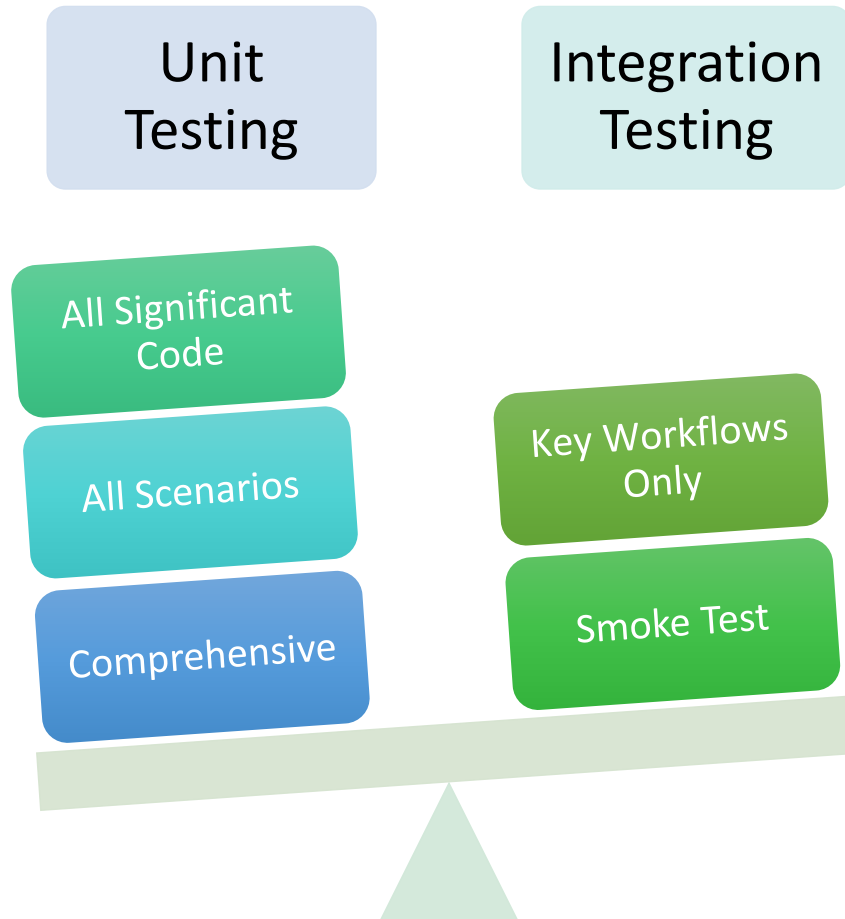 Unit
Testing
Integration
Testing
All Significant
Code
All Scenarios
Comprehensive
Key Workflows
Only
Smoke Test